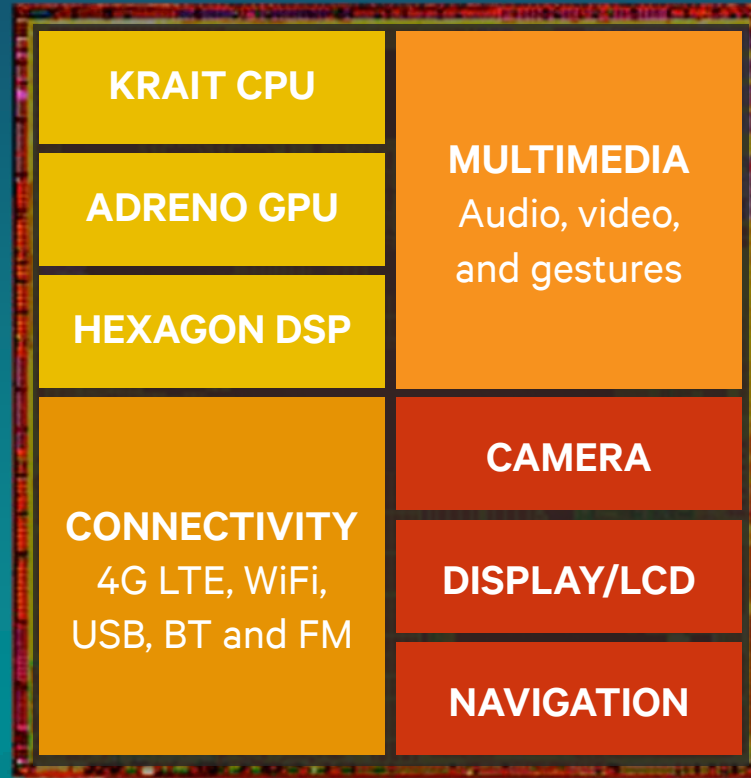 KRAIT CPU
ADRENO GPU
HEXAGON DSP
CONNECTIVITY
4G LTE, WiFi,
USB, BT and FM
MULTIMEDIA
Audio, video,
and gestures
CAMERA
DISPLAY/LCD
NAVIGATION